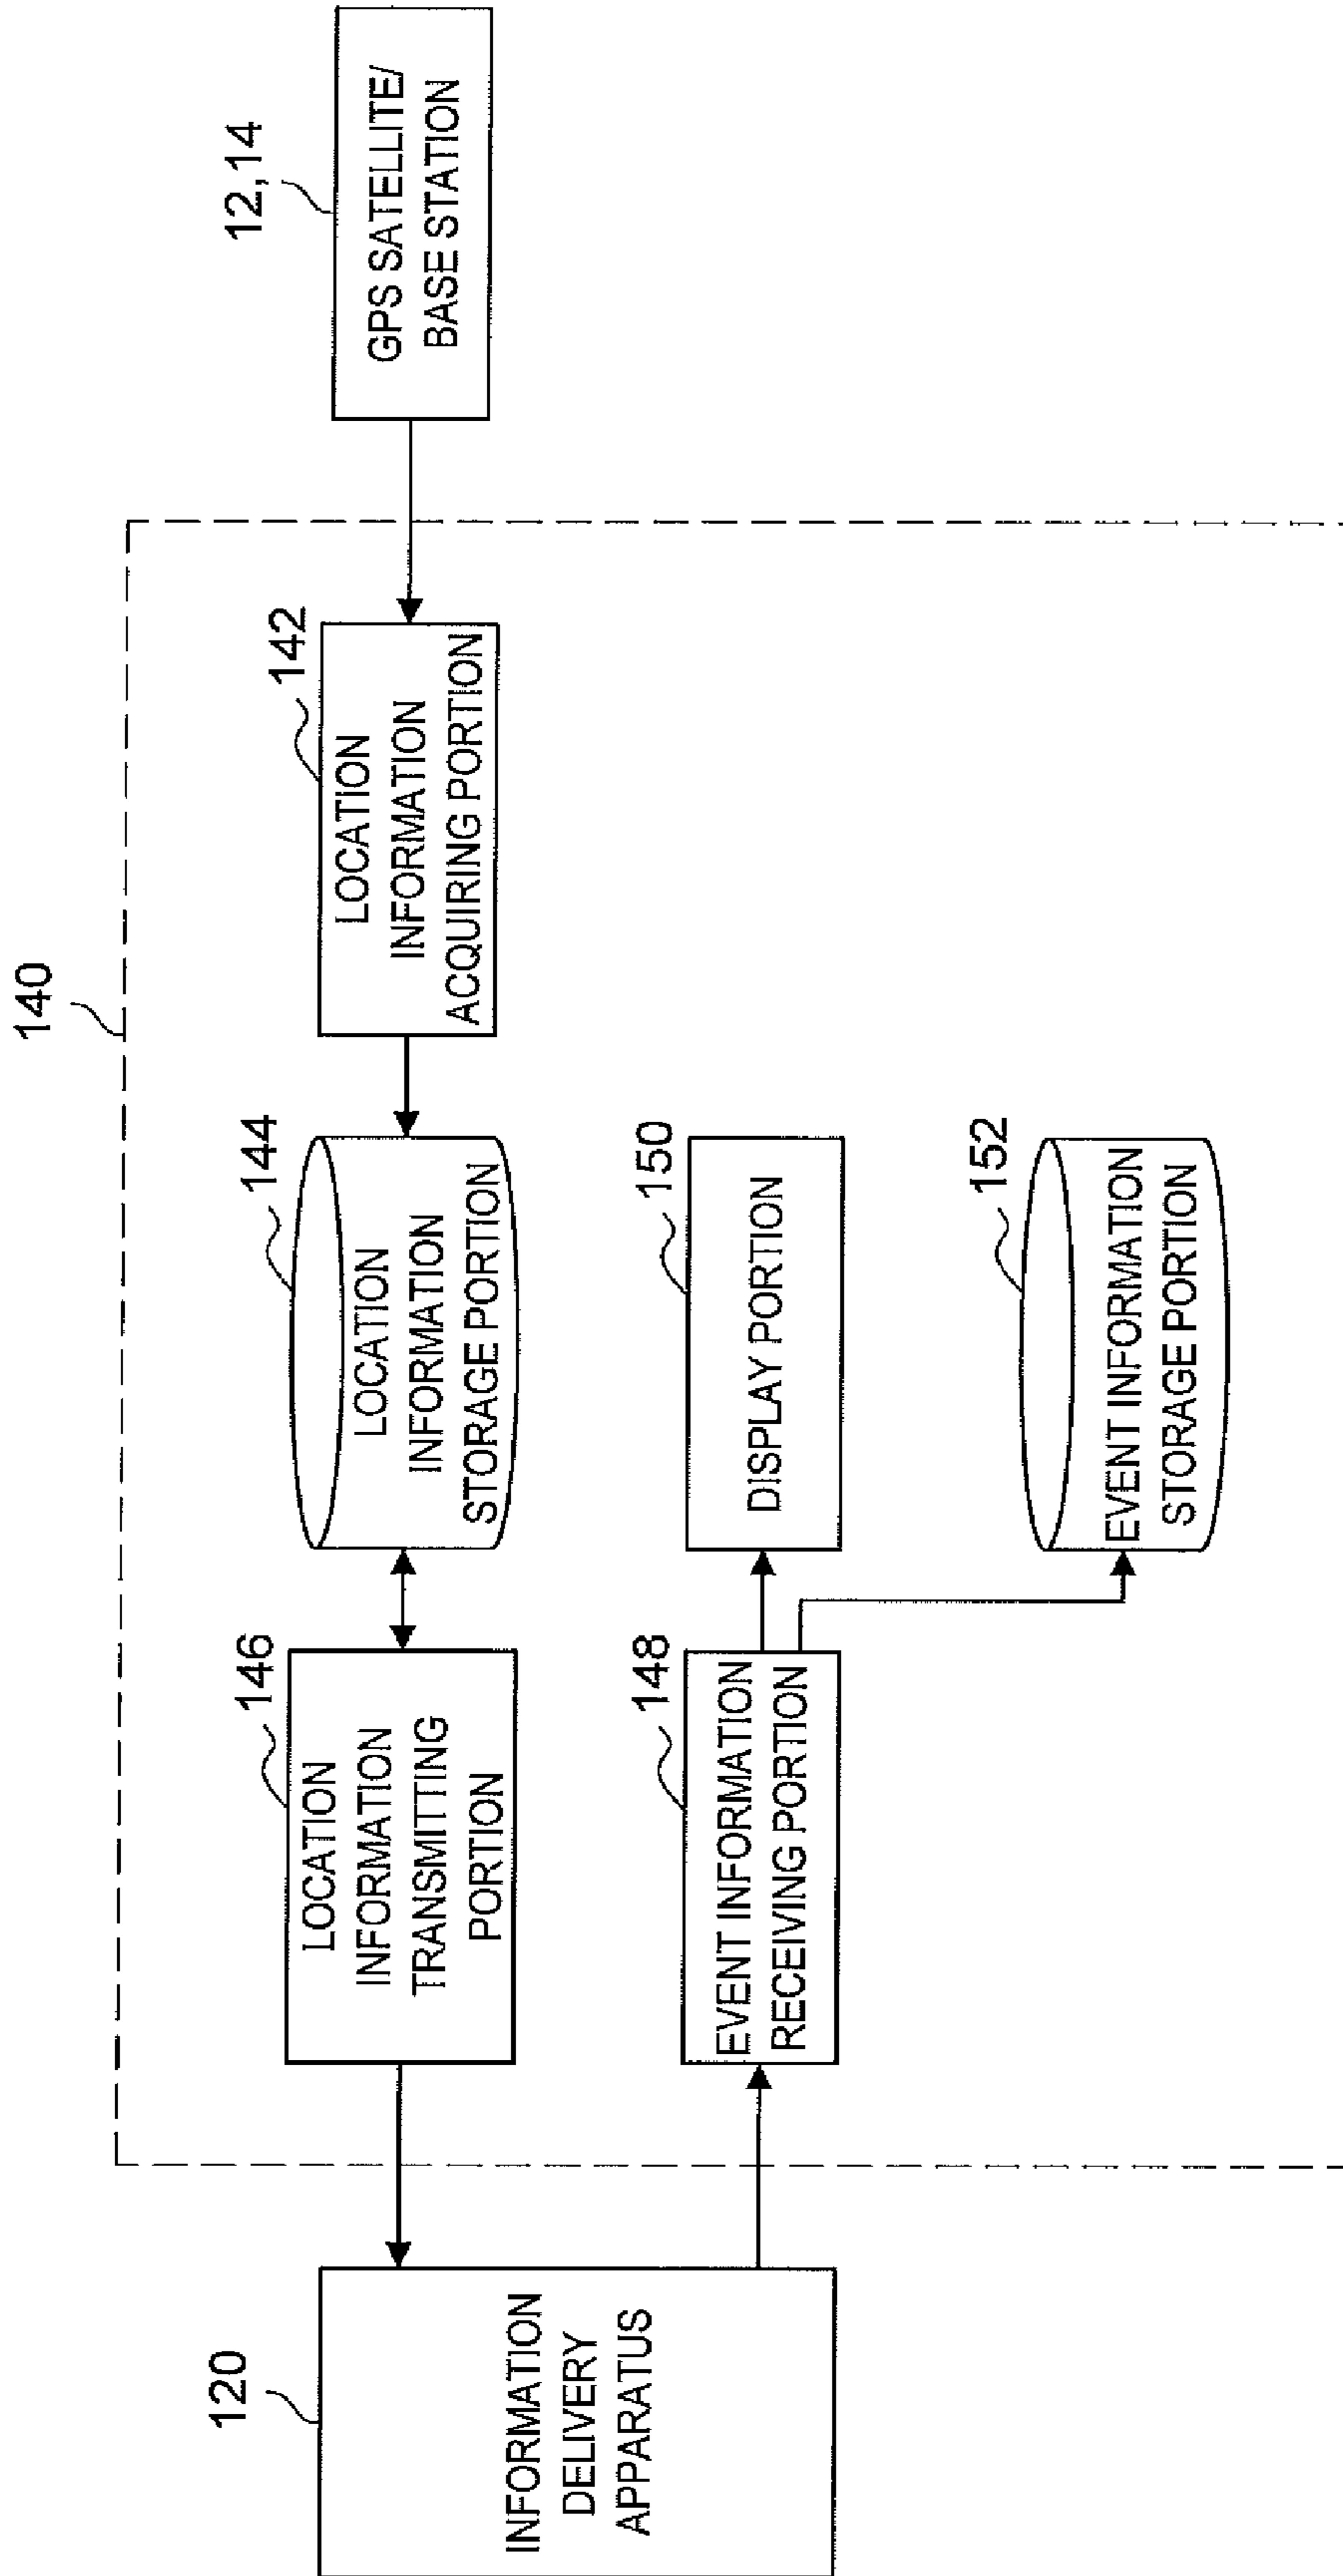 140
120
INFORMATION
DELIVERY
APPARATUS
146
LOCATION
INFORMATION
TRANSMITTING
PORTION
144
LOCATION
INFORMATION
STORAGE PORTION
142
LOCATION
INFORMATION
ACQUIRING PORTION
12,14
GPS SATELLITE/
BASE STATION
148
EVENT INFORMATION
RECEIVING PORTION
150
DISPLAY PORTION
152
EVENT INFORMATION
STORAGE PORTION